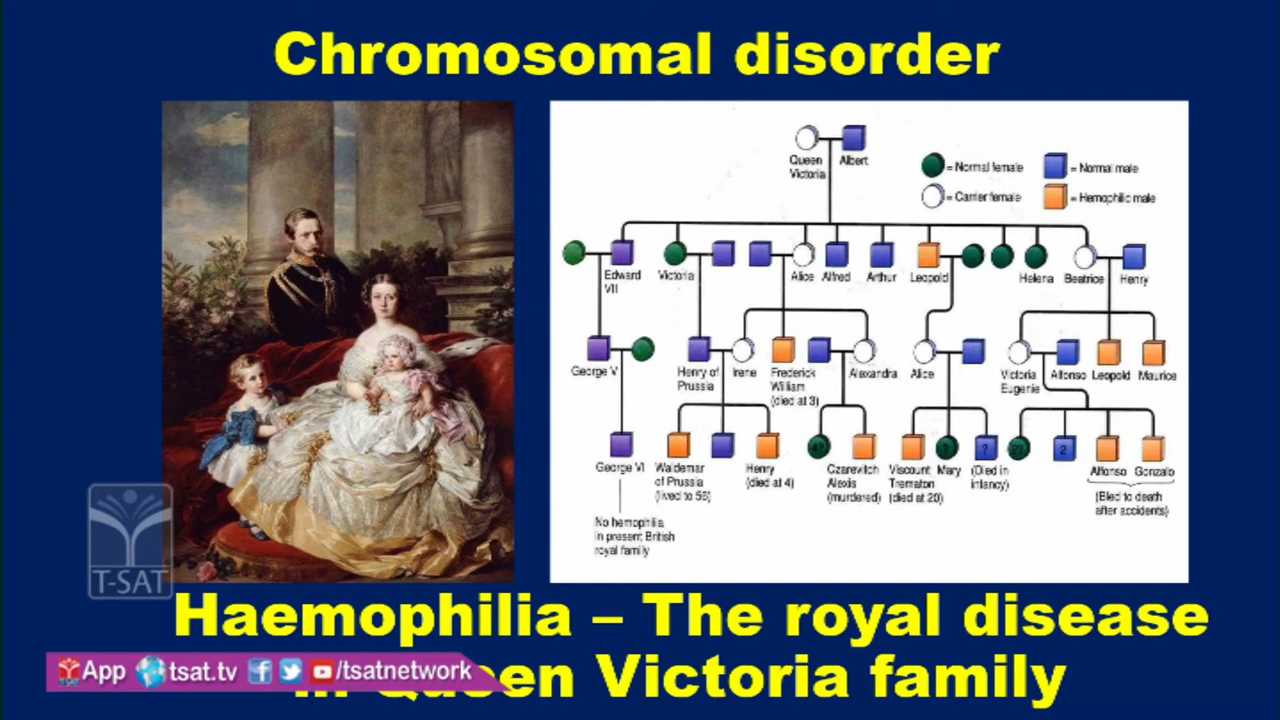 Chromosomal disorder
Queen
Victoria
Albert
= Normal female
= Normal male
= Carrier female
= Hemophilic male
Edward
VII
Victoria
Alice
Alfred
Arthur
Leopold
Helena
Beatrice
Henry
George V
Henry of
Prussia
Irene
Frederick
William
(died at 3)
Alexandra
Alice
Victoria
Eugenie
Alfonso
Leopold
Maurice
George VI
Waldemar
of Prussia
(lived to 56)
Henry
(died at 4)
Czarevitch
Alexis
(murdered)
Viscount
Trematon
(died at 20)
?
Mary
?
(Died in
infancy)
2
Alfonso
Gonzalo
(Bled to death
after accidents)
No hemophilia
in present British
royal family
T-SAT
Haemophilia – The royal disease
in Queen Victoria family
App tsat.tv /tsatnetwork